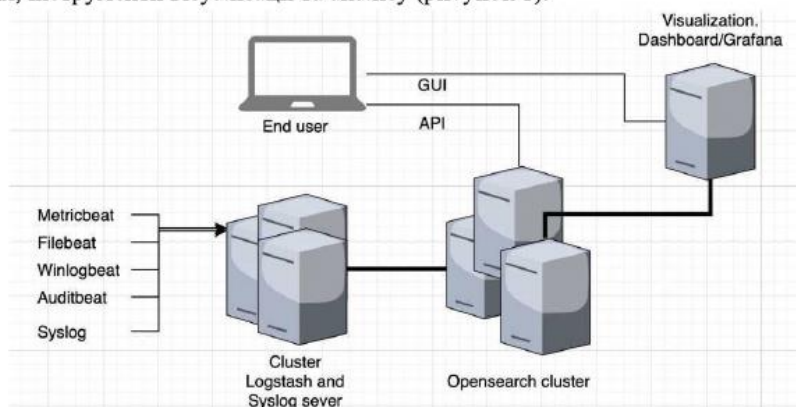 (рисунок
Visualization.
Dashboard/Grafana
GUI
End user
API
Metricbeat
Filebeat
Winlogbeat
Auditbeat
Syslog
Cluster
Logstash and
Syslog sever
Opensearch cluster